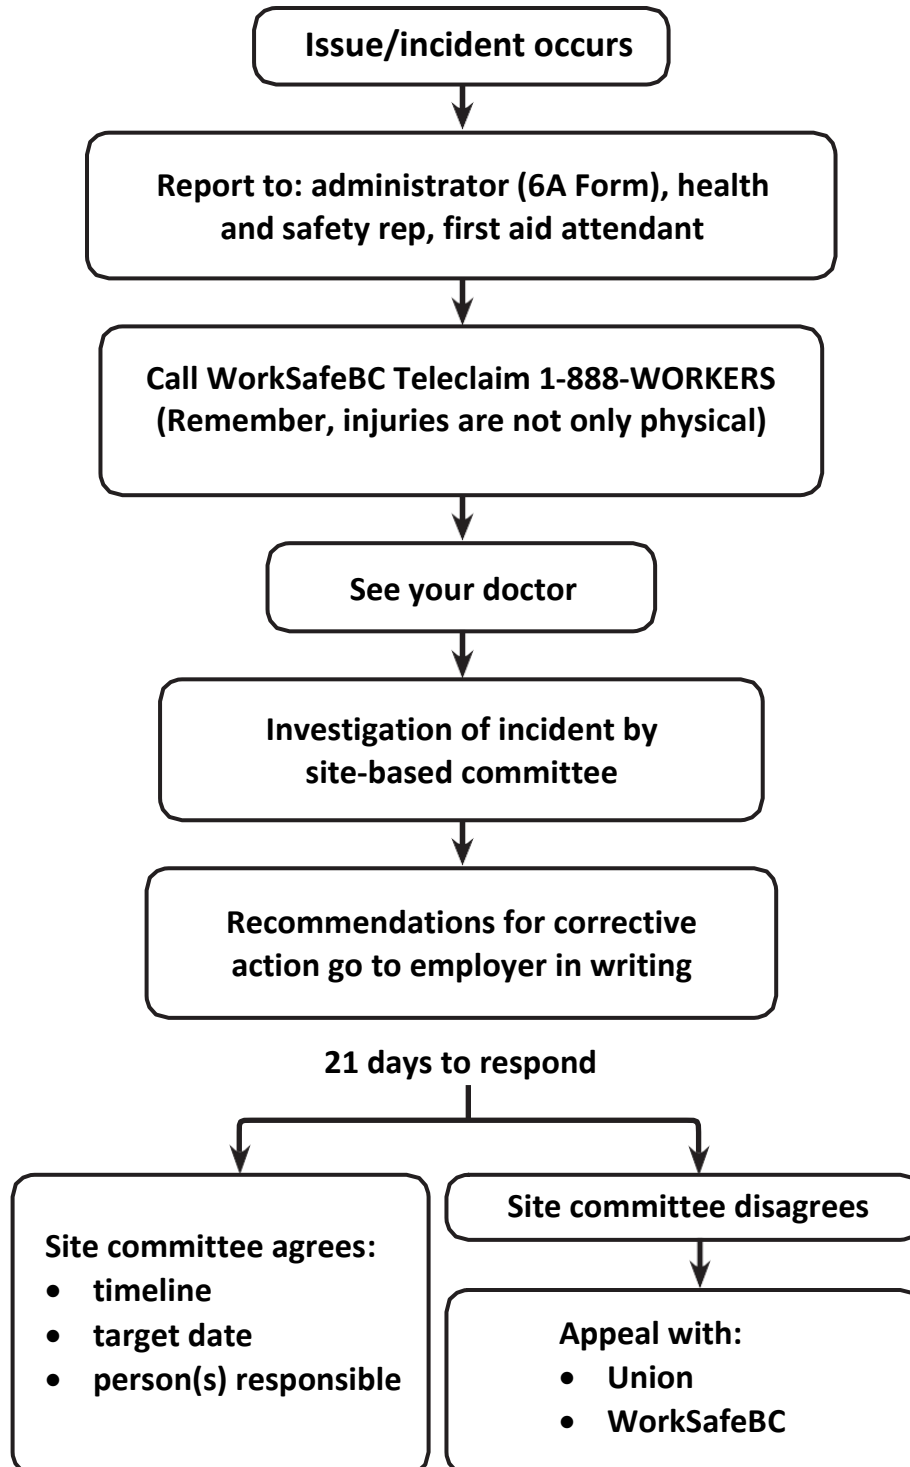 Issue/incident occurs
Report to: administrator (6A Form), health
and safety rep, first aid attendant
Call WorkSafeBC Teleclaim 1-888-WORKERS
(Remember, injuries are not only physical)
See your doctor
Investigation of incident by
site-based committee
Recommendations for corrective
action go to employer in writing
21 days to respond
Site committee agrees:
• timeline
• target date
• person(s) responsible
Site committee disagrees
Appeal with:
• Union
• WorkSafeBC